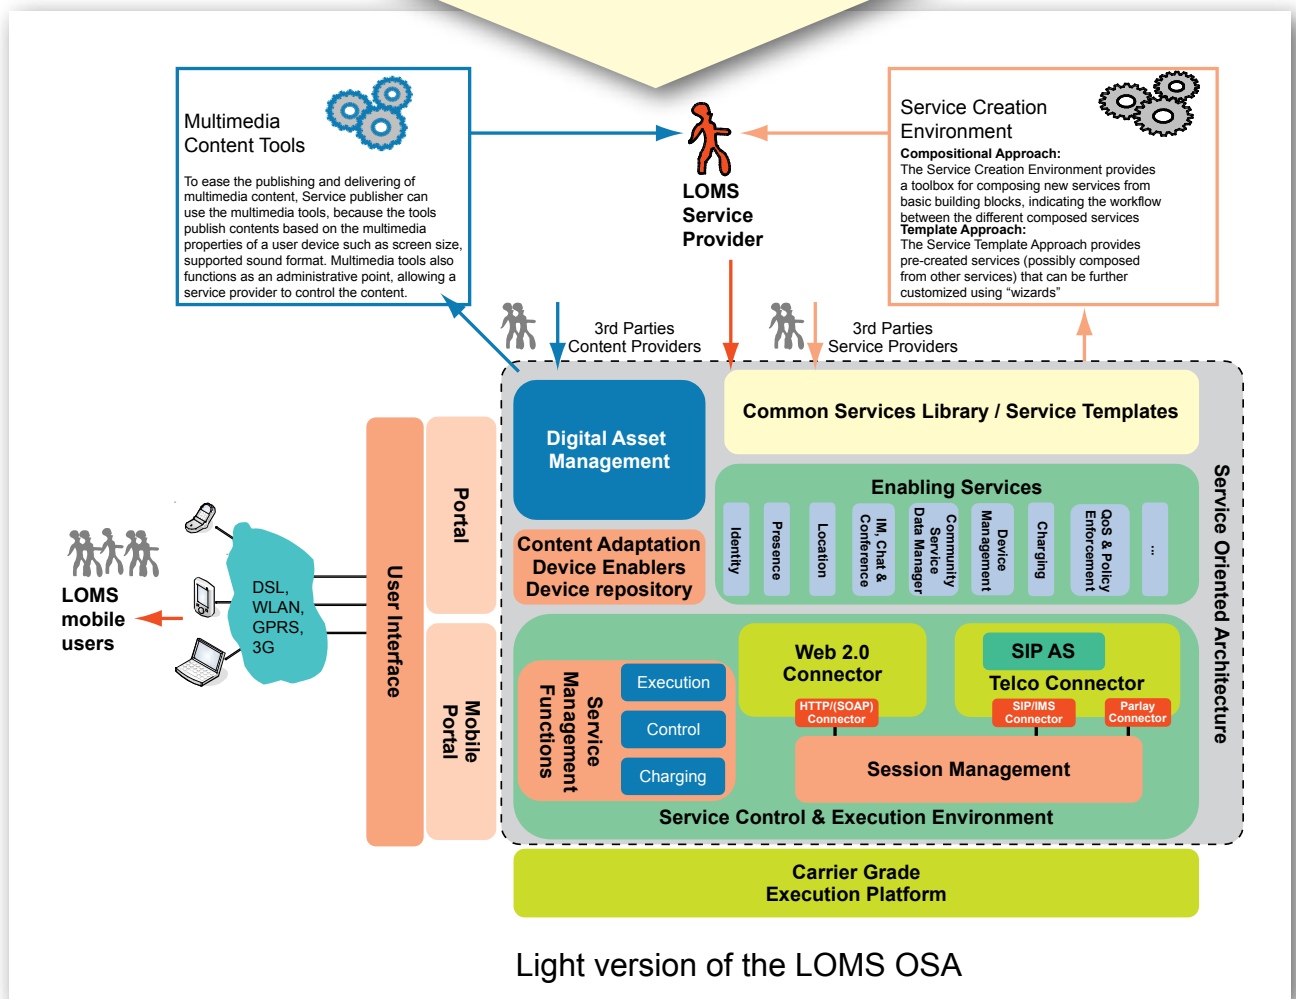 Multimedia
Content Tools
To ease the publishing and delivering of
multimedia content, Service publisher can
use the multimedia tools, because the tools
publish contents based on the multimedia
properties of a user device such as screen size,
supported sound format. Multimedia tools also
functions as an administrative point, allowing a
service provider to control the content.
LOMS
Service
Provider
Service Creation
Environment
Compositional Approach:
The Service Creation Environment provides
a toolbox for composing new services from
basic building blocks, indicating the workflow
between the different composed services
Template Approach:
The Service Template Approach provides
pre-created services (possibly composed
from other services) that can be further
customized using “wizards”
3rd Parties
Content Providers
3rd Parties
Service Providers
Digital Asset
Management
Common Services Library / Service Templates
Enabling Services
Identity
Presence
Location
IM, Chat &
Conference
Community
Service
Data Manager
Device
Management
Charging
QoS & Policy
Enforcement
...
Service Oriented Architecture
Content Adaptation
Device Enablers
Device repository
LOMS
mobile
users
DSL,
WLAN,
GPRS,
3G
User Interface
Portal
Mobile
Portal
Service
Management
Functions
Execution
Control
Charging
Web 2.0
Connector
HTTP/(SOAP)
Connector
SIP AS
Telco Connector
SIP/IMS
Connector
Parlay
Connector
Session Management
Service Control & Execution Environment
Carrier Grade
Execution Platform
Light version of the LOMS OSA